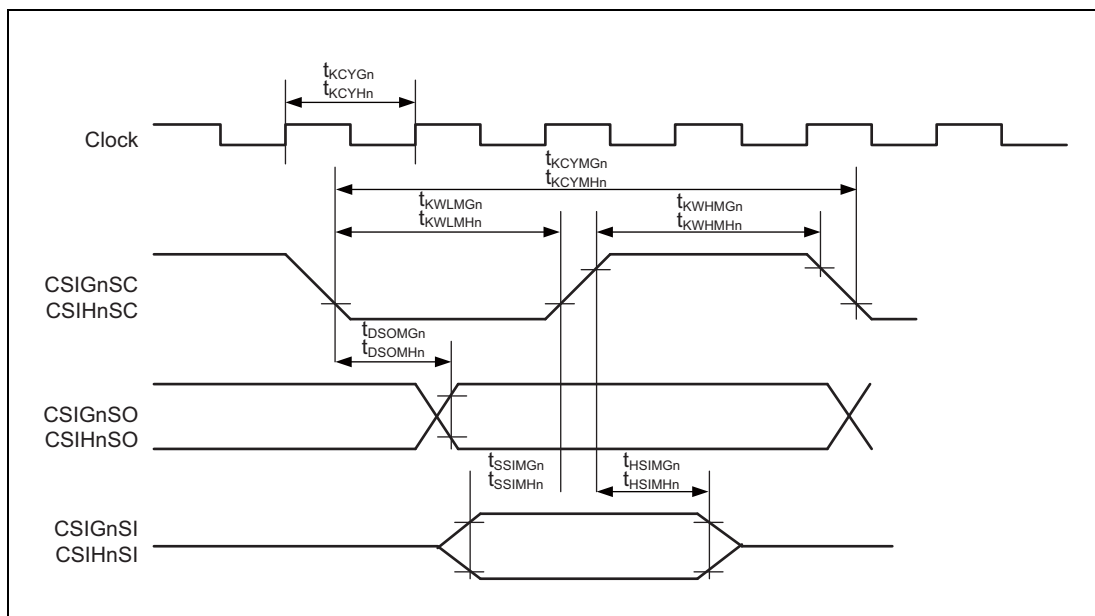 tKCYGn
tKCYHn
Clock
tKCYMGn
tKCYMHn
tKWLMGn
tKWLMHn
tKWHMGn
tKWHMHn
CSIGnSC
CSIHnSC
tDSOMGn
tDSOMHn
CSIGnSO
CSIHnSO
tSSIMGn
tSSIMHn
tHSIMGn
tHSIMHn
CSIGnSI
CSIHnSI